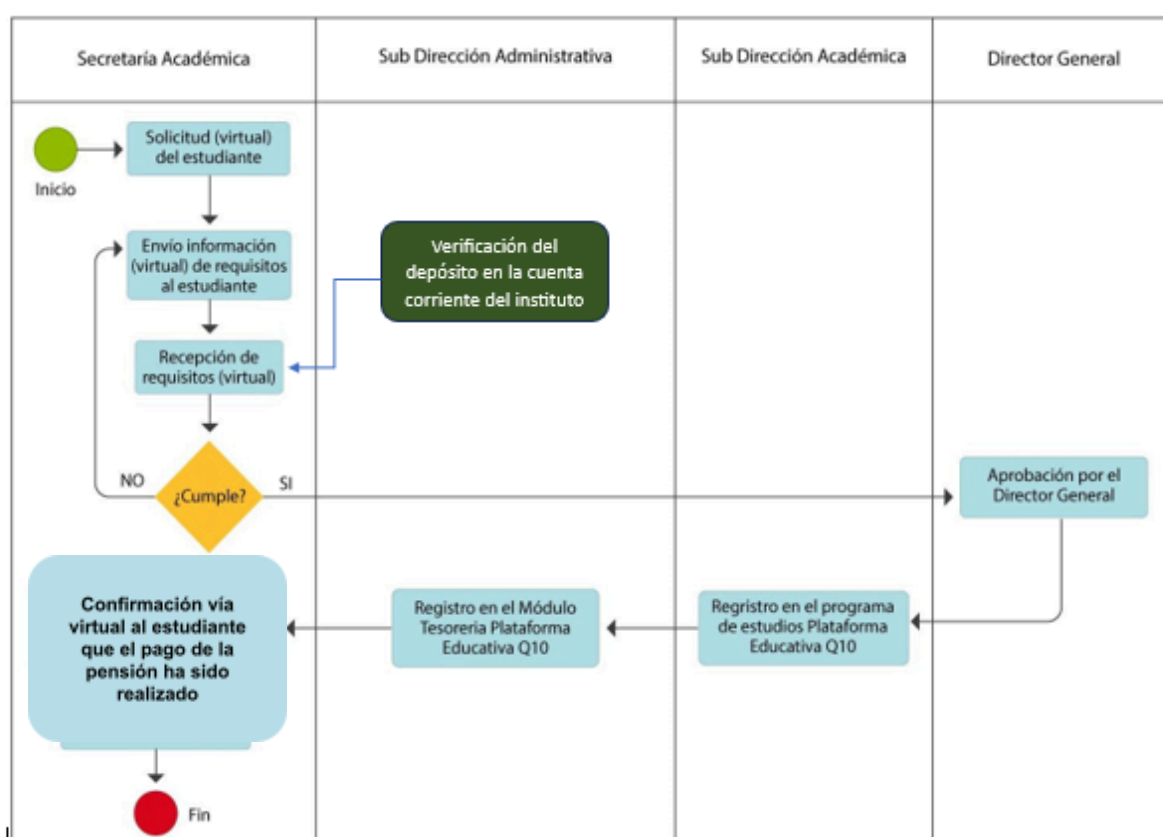 Secretaría Académica
Sub Dirección Administrativa
Sub Dirección Académica
Director General
Inicio
Solicitud (virtual)
del estudiante
Envío información
(virtual) de requisitos
al estudiante
Verificación del
depósito en la cuenta
corriente del instituto
Recepción de
requisitos (virtual)
NO
¿Cumple?
SI
Aprobación por el
Director General
Confirmación vía
virtual al estudiante
que el pago de la
pensión ha sido
realizado
Registro en el Módulo
Tesoreria Plataforma
Educativa Q10
Regristro en el programa
de estudios Plataforma
Educativa Q10
Fin